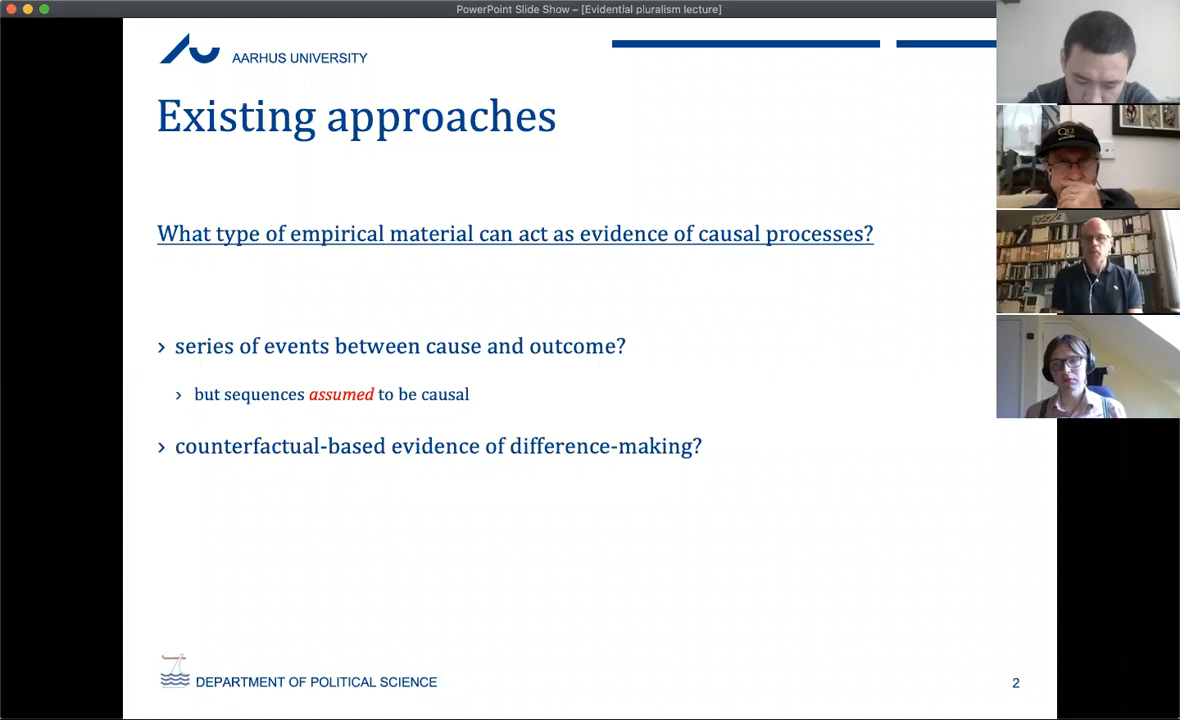 PowerPoint Slide Show – [Evidential pluralism lecture]
AARHUS UNIVERSITY
Existing approaches
What type of empirical material can act as evidence of causal processes?
› series of events between cause and outcome?
› but sequences assumed to be causal
› counterfactual-based evidence of difference-making?
DEPARTMENT OF POLITICAL SCIENCE
2